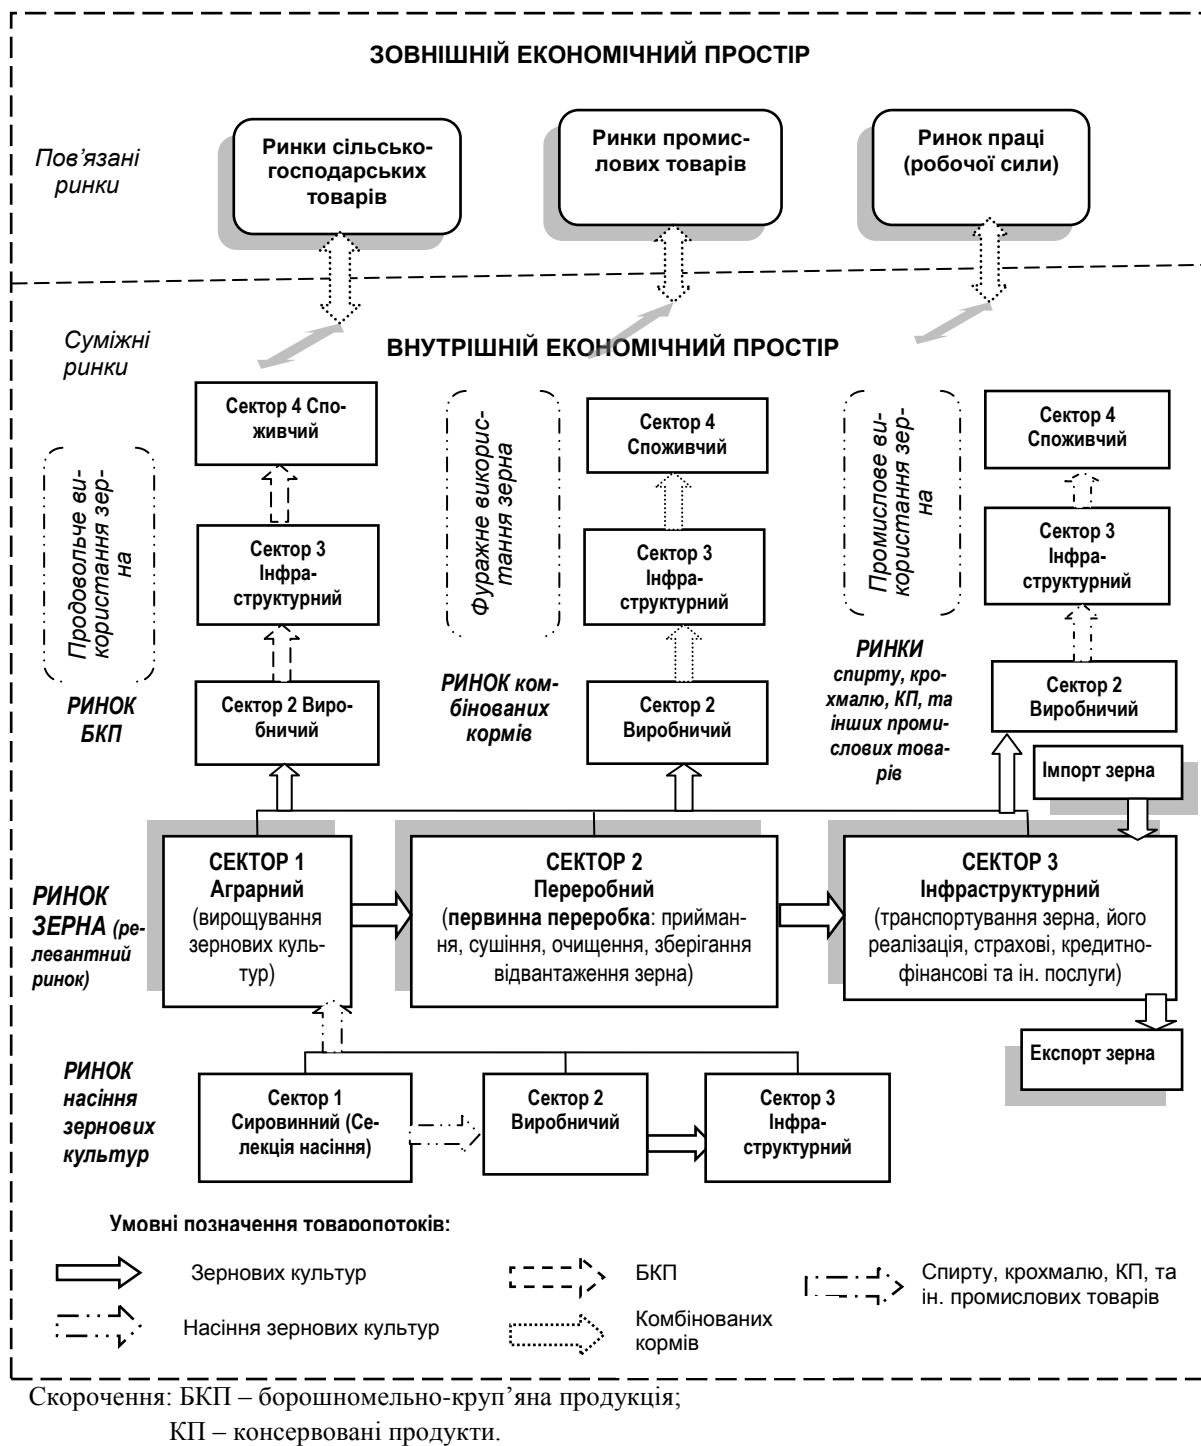 ЗОВНІШНІЙ ЕКОНОМІЧНИЙ ПРОСТІР
Пов’язані
ринки
Ринки сільсько-
господарських
товарів
Ринки промис-
лових товарів
Ринок праці
(робочої сили)
Суміжні
ринки
ВНУТРІШНІЙ ЕКОНОМІЧНИЙ ПРОСТІР
Продовольче ви-
користання зер-
на
Сектор 4 Спо-
живчий
Сектор 3
Інфра-
структурний
РИНОК
БКП
Сектор 2 Виро-
бничий
Фуражне викорис-
тання зерна
Сектор 4
Споживчий
Сектор 3
Інфра-
структурний
РИНОК ком-
бінованих
кормів
Сектор 2
Виробничий
Промислове ви-
користання зер-
на
Сектор 4
Споживчий
Сектор 3
Інфра-
структурний
РИНКИ
спирту, кро-
хмалю, КП, та
інших проми-
слових това-
рів
Сектор 2
Виробничий
Імпорт зерна
РИНОК
ЗЕРНА (ре-
левантний
ринок)
СЕКТОР 1
Аграрний
(вирощування
зернових куль-
тур)
СЕКТОР 2
Переробний
(первинна переробка: прийман-
ня, сушіння, очищення, зберігання
відвантаження зерна)
СЕКТОР 3
Інфраструктурний
(транспортування зерна, його
реалізація, страхові, кредитно-
фінансові та ін. послуги)
Експорт зерна
РИНОК
насіння
зернових
культур
Сектор 1
Сировинний (Се-
лекція насіння)
Сектор 2
Виробничий
Сектор 3
Інфра-
структурний
Умовні позначення товаропотоків:
Зернових культур
БКП
Спирту, крохмалю, КП, та
ін. промислових товарів
Насіння зернових культур
Комбінованих
кормів
Скорочення: БКП – борошномельно-круп’яна продукція;
КП – консервовані продукти.